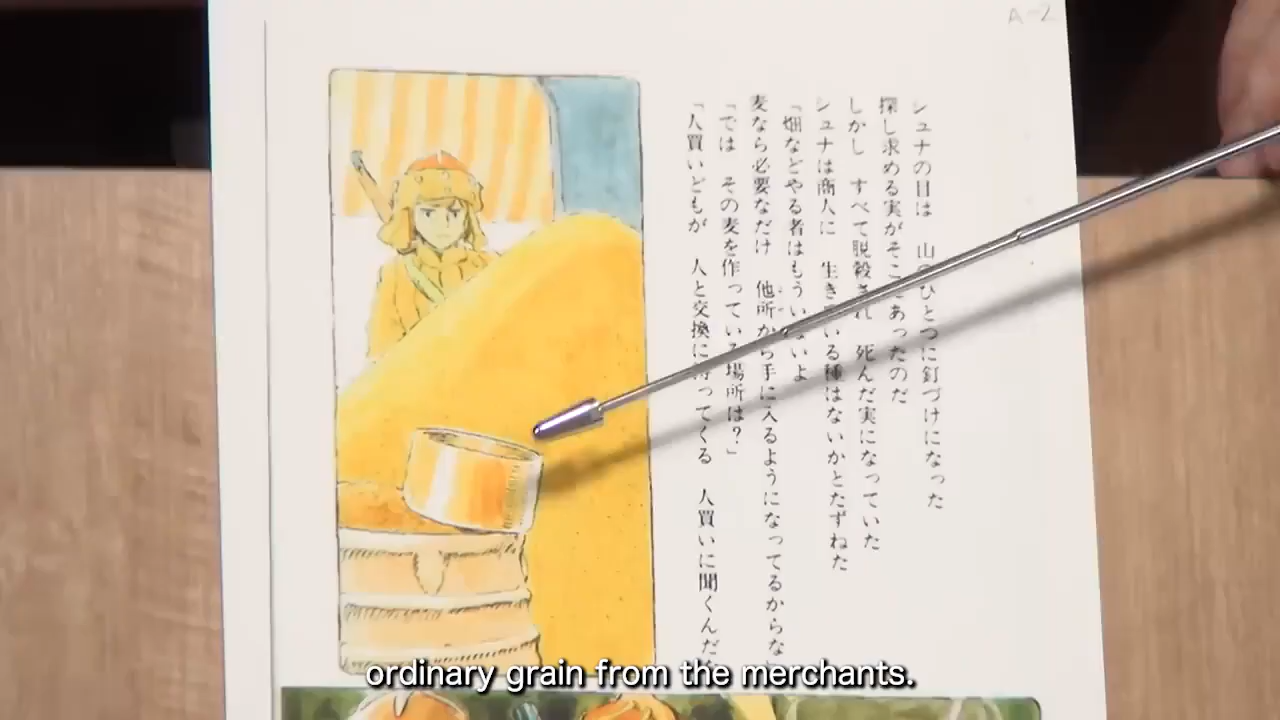 A-2
シュナの目は 山のひとつに釘づけになった
探し求める実がそこにあったのだ
しかし すべて脱穀され 死んだ実になっていた
シュナは商人に 生きている種はないかとたずねた
「畑などやる者はもういないよ
麦なら必要なだけ 他所から手に入るようになってるからな
「では その麦を作っている場所は?」
「人買いどもが 人と交換に持ってくる 人買いに聞くんだ
ordinary grain from the merchants.